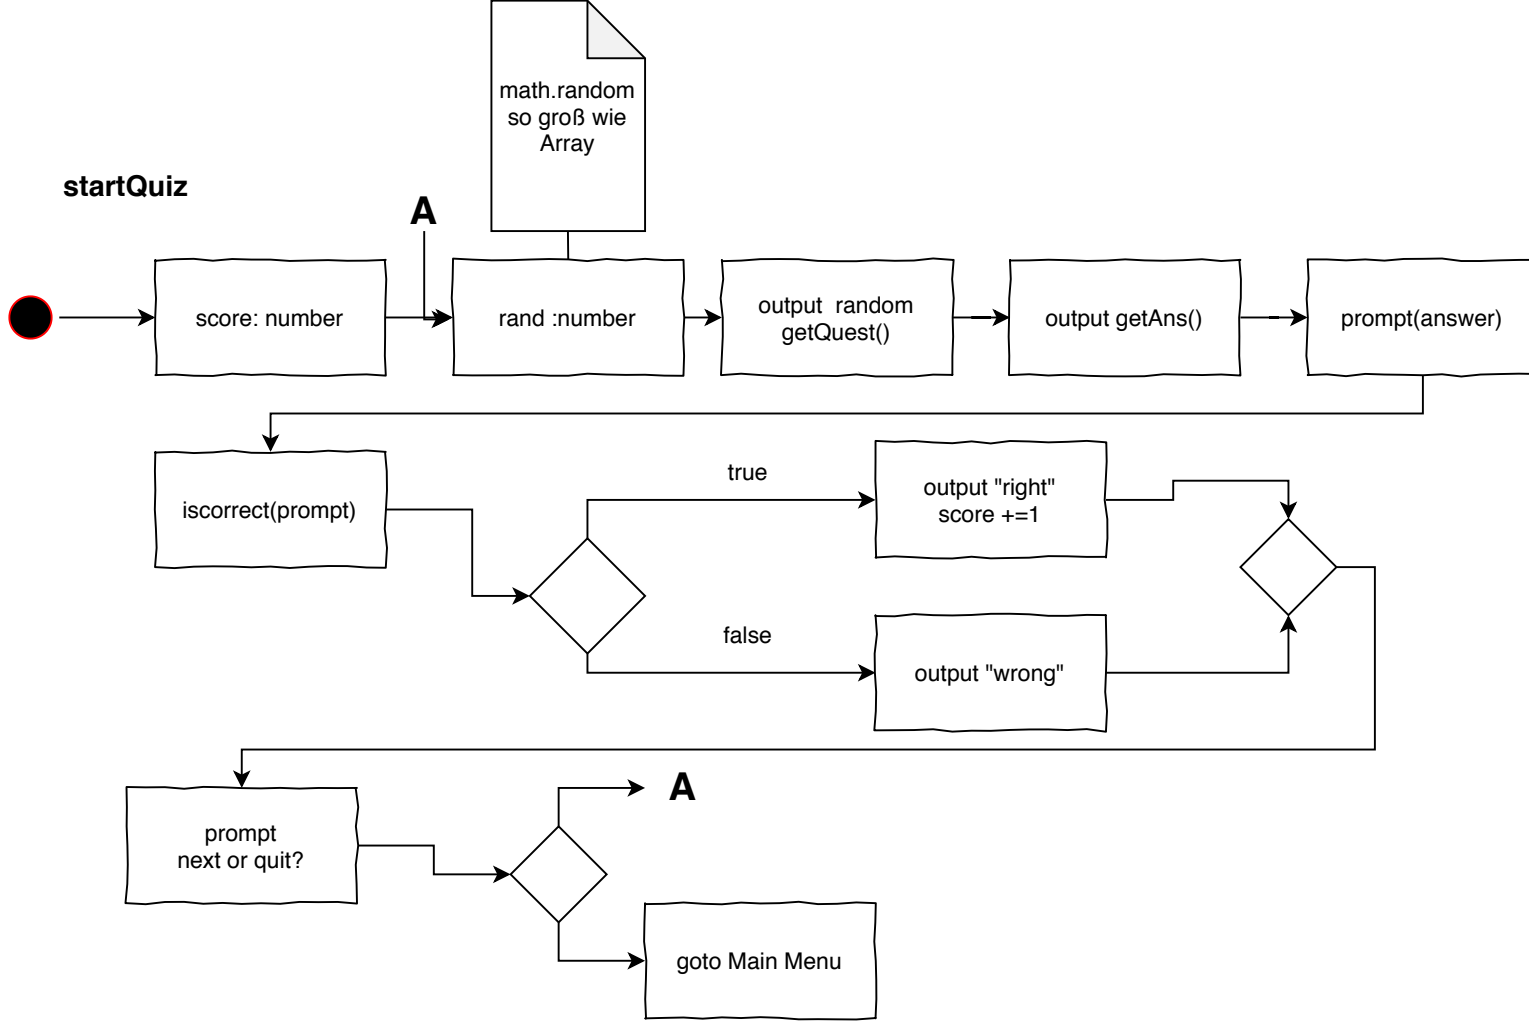 math.random
so groß wie
Array
startQuiz
A
score: number
rand :number
output random
getQuest()
output getAns()
prompt(answer)
iscorrect(prompt)
true
output "right"
score +=1
false
output "wrong"
prompt
next or quit?
A
goto Main Menu